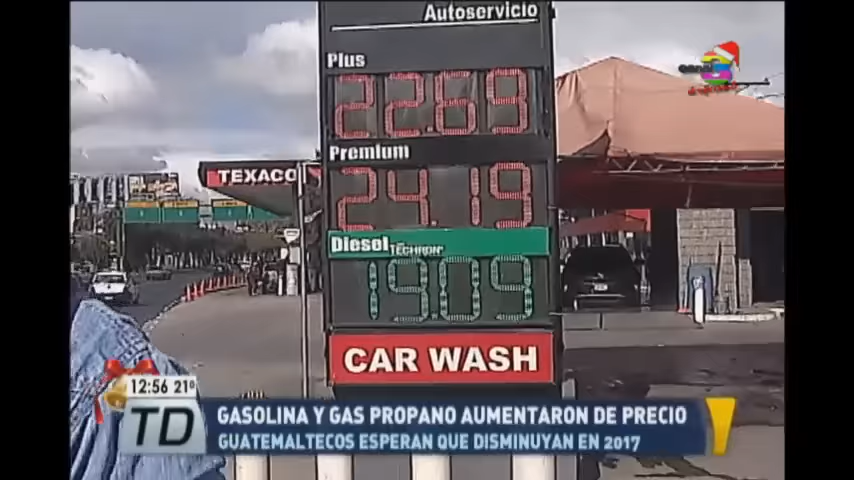 Autoservicio
Plus
22.69
Premium
24.19
TEXACO
Diesel TECHRON
19.09
CAR WASH
12:56 21°
TD
GASOLINA Y GAS PROPANO AUMENTARON DE PRECIO
GUATEMALTECOS ESPERAN QUE DISMINUYAN EN 2017